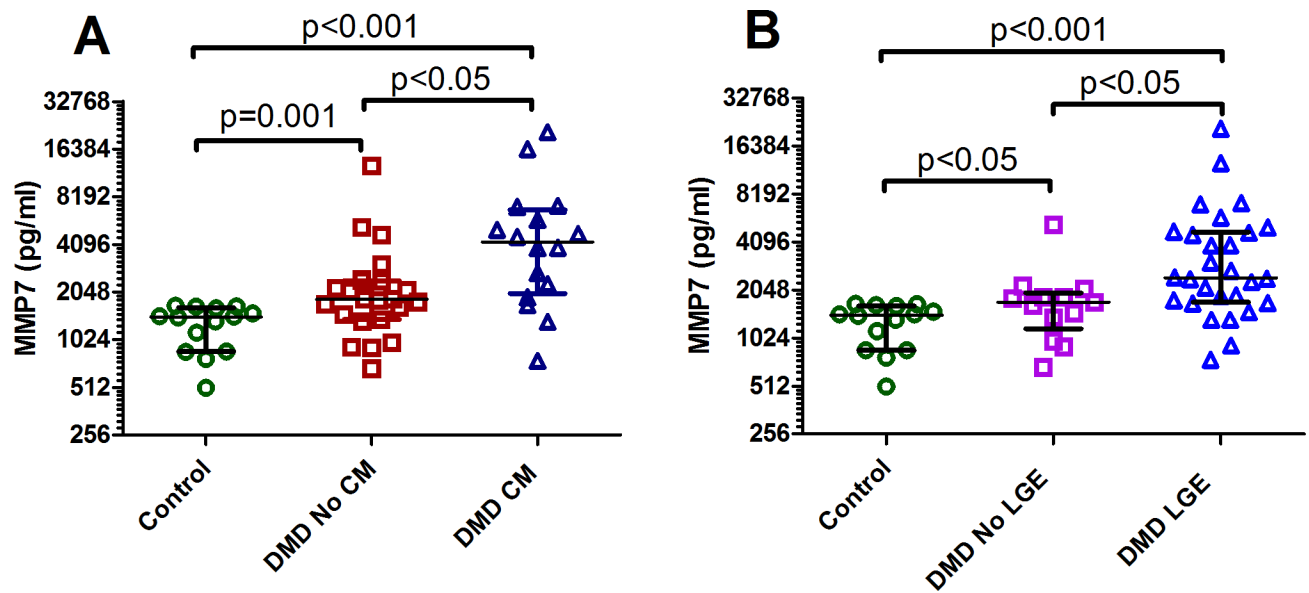 A
p<0.001
p<0.05
p=0.001
32768
16384
8192
4096
2048
1024
512
256
MMP7 (pg/ml)
Control
DMD No CM
DMD CM
B
p<0.001
p<0.05
p<0.05
32768
16384
8192
4096
2048
1024
512
256
MMP7 (pg/ml)
Control
DMD No LGE
DMD LGE